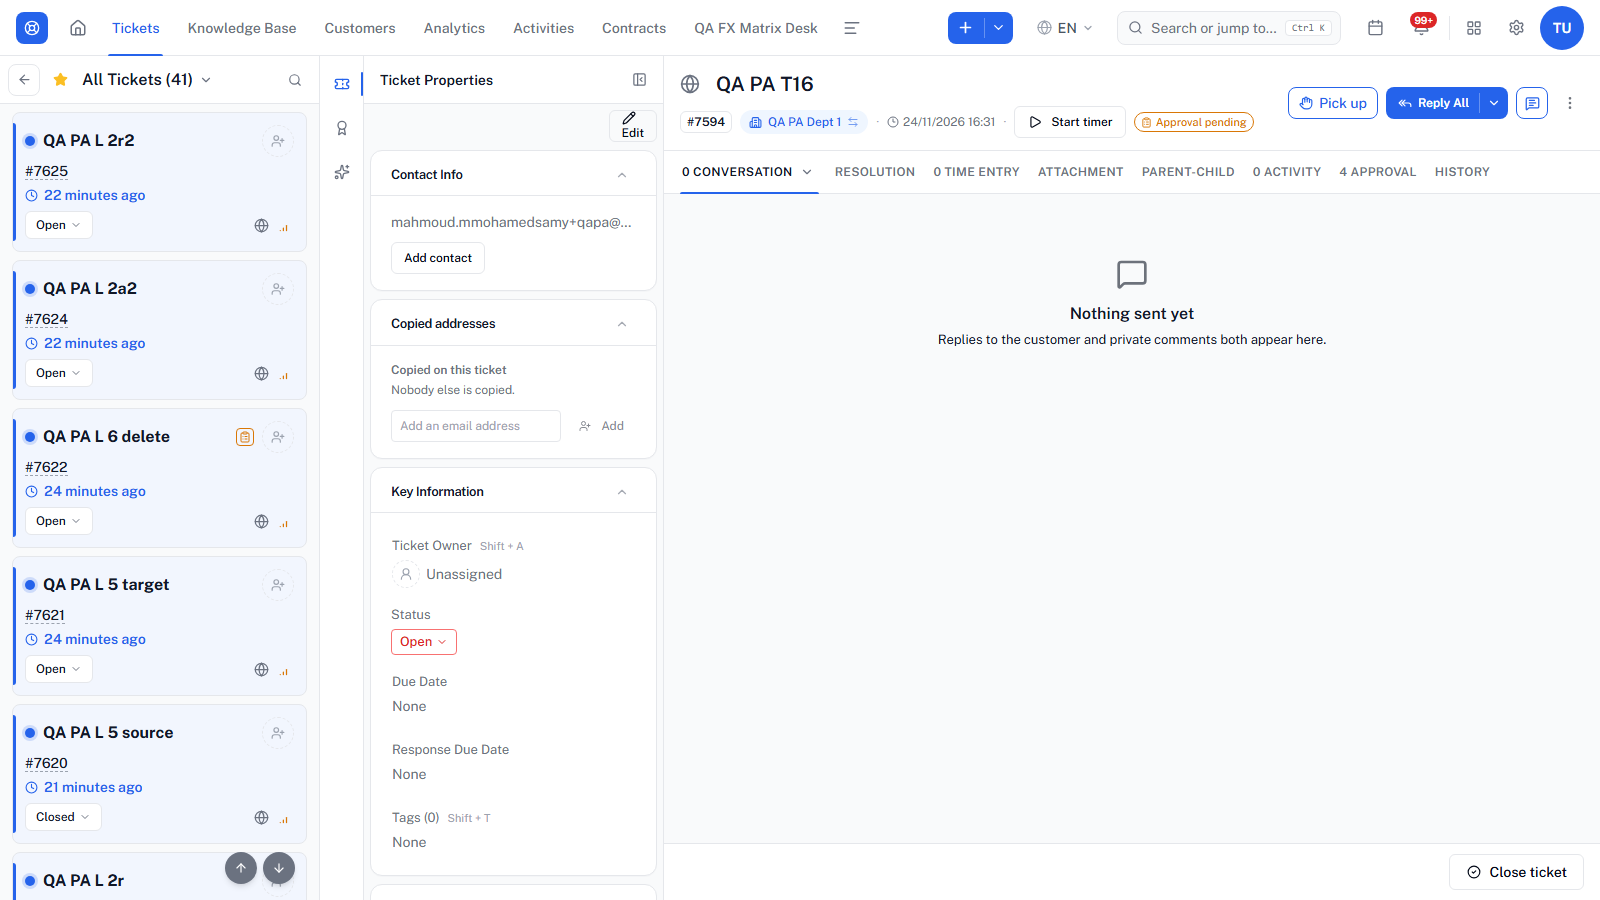 Tickets
Knowledge Base
Customers
Analytics
Activities
Contracts
QA FX Matrix Desk
EN
Search or jump to...
Ctrl K
99+
TU
All Tickets (41)
QA PA L 2r2
#7625
22 minutes ago
Open
QA PA L 2a2
#7624
22 minutes ago
Open
QA PA L 6 delete
#7622
24 minutes ago
Open
QA PA L 5 target
#7621
24 minutes ago
Open
QA PA L 5 source
#7620
21 minutes ago
Closed
QA PA L 2r
Ticket Properties
Edit
Contact Info
mahmoud.mmohamedsamy+qapa@...
Add contact
Copied addresses
Copied on this ticket
Nobody else is copied.
Add an email address
Add
Key Information
Ticket Owner Shift + A
Unassigned
Status
Open
Due Date
None
Response Due Date
None
Tags (0) Shift + T
None
QA PA T16
#7594
QA PA Dept 1
· 24/11/2026 16:31 ·
Start timer
Approval pending
Pick up
Reply All
0 CONVERSATION
RESOLUTION
0 TIME ENTRY
ATTACHMENT
PARENT-CHILD
0 ACTIVITY
4 APPROVAL
HISTORY
Nothing sent yet
Replies to the customer and private comments both appear here.
Close ticket